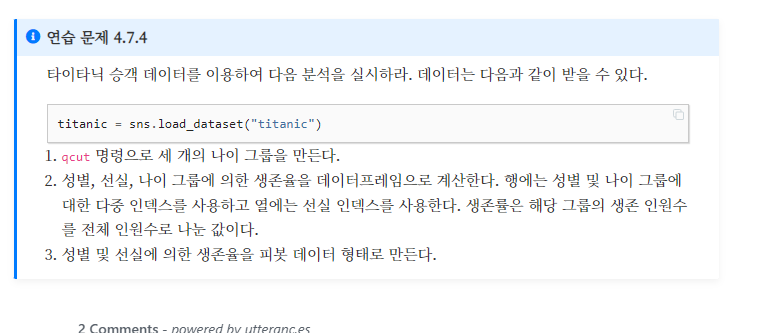 연습 문제 4.7.4
타이타닉 승객 데이터를 이용하여 다음 분석을 실시하라. 데이터는 다음과 같이 받을 수 있다.
titanic = sns.load_dataset("titanic")
1. qcut 명령으로 세 개의 나이 그룹을 만든다.
2. 성별, 선실, 나이 그룹에 의한 생존율을 데이터프레임으로 계산한다. 행에는 성별 및 나이 그룹에
대한 다중 인덱스를 사용하고 열에는 선실 인덱스를 사용한다. 생존률은 해당 그룹의 생존 인원수
를 전체 인원수로 나눈 값이다.
3. 성별 및 선실에 의한 생존율을 피봇 데이터 형태로 만든다.
2 Comments - powered by utteranc.es